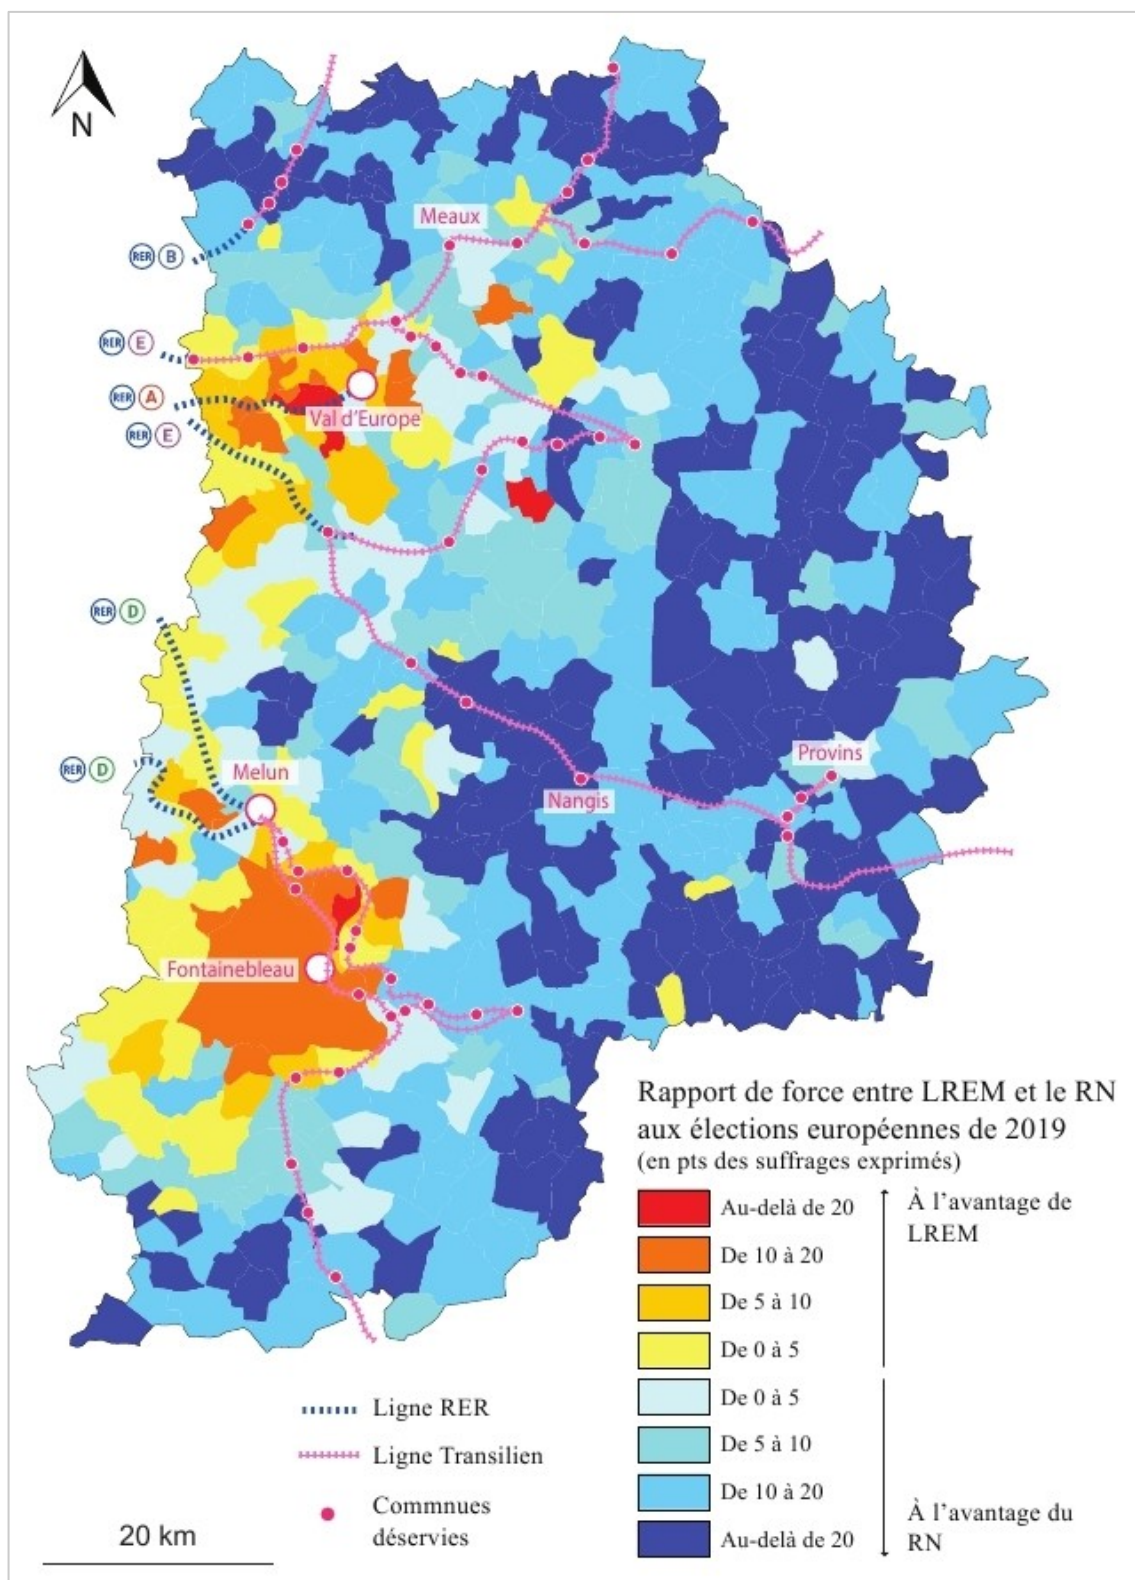 N
Meaux
RER B
RER E
RER A
Val d'Europe
RER E
RER D
Provins
RER D
Melun
Nangis
Fontainebleau
Rapport de force entre LREM et le RN
aux élections européennes de 2019
(en pts des suffrages exprimés)
Au-delà de 20
À l'avantage de
LREM
De 10 à 20
De 5 à 10
De 0 à 5
De 0 à 5
De 5 à 10
De 10 à 20
Au-delà de 20
À l'avantage du
RN
Ligne RER
Ligne Transilien
Commnues
déservies
20 km